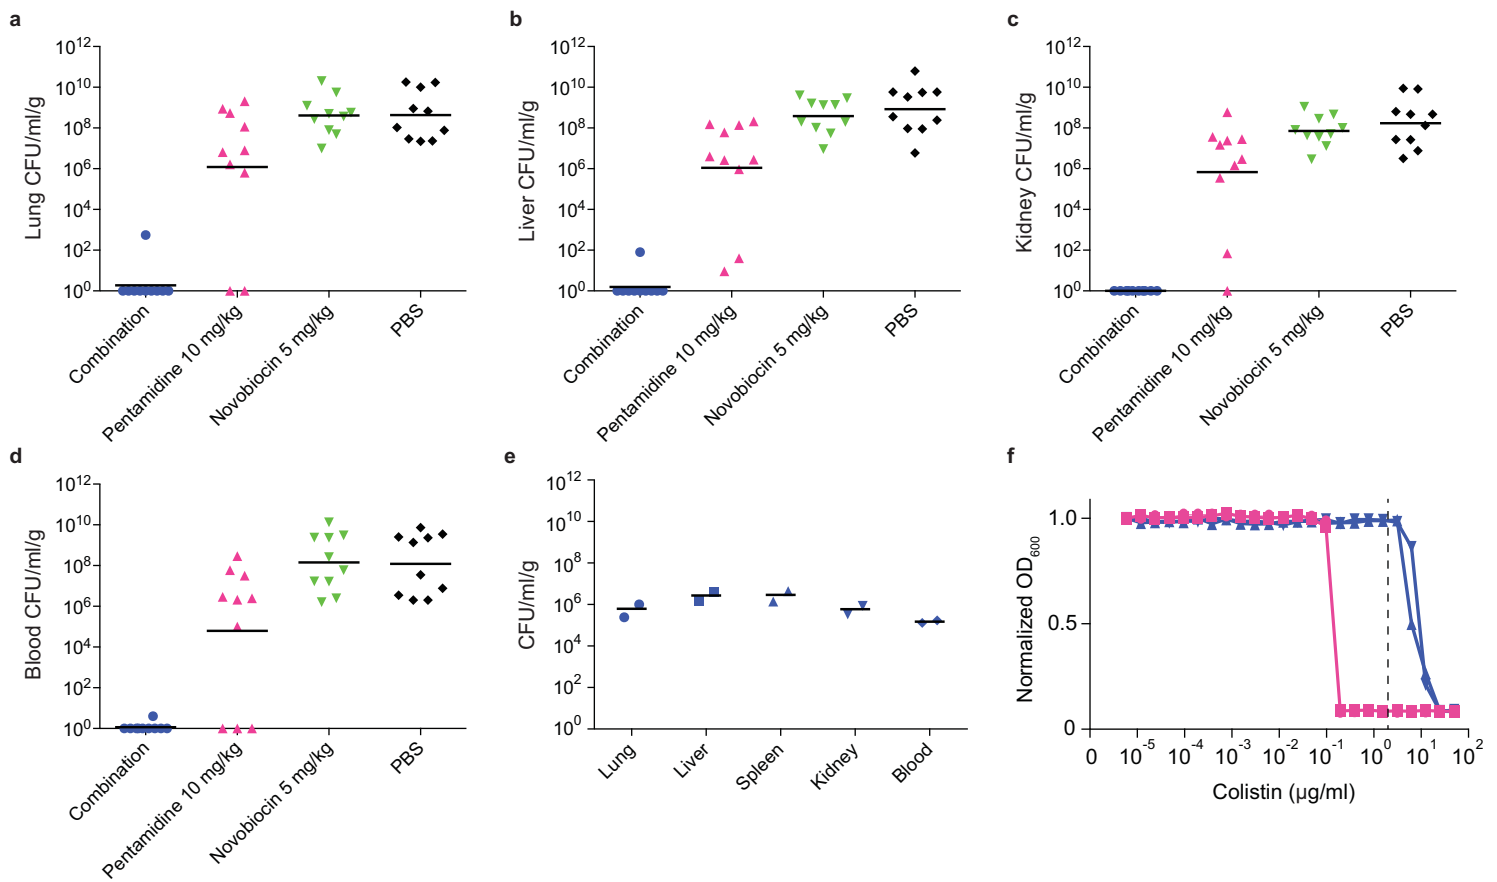 a
Lung CFU/ml/g
10^12
10^10
10^8
10^6
10^4
10^2
10^0
Combination
Pentamidine 10 mg/kg
Novobiocin 5 mg/kg
PBS
b
Liver CFU/ml/g
10^12
10^10
10^8
10^6
10^4
10^2
10^0
Combination
Pentamidine 10 mg/kg
Novobiocin 5 mg/kg
PBS
c
Kidney CFU/ml/g
10^12
10^10
10^8
10^6
10^4
10^2
10^0
Combination
Pentamidine 10 mg/kg
Novobiocin 5 mg/kg
PBS
d
Blood CFU/ml/g
10^12
10^10
10^8
10^6
10^4
10^2
10^0
Combination
Pentamidine 10 mg/kg
Novobiocin 5 mg/kg
PBS
e
CFU/ml/g
10^12
10^10
10^8
10^6
10^4
10^2
10^0
Lung
Liver
Spleen
Kidney
Blood
f
Normalized OD600
1.0
0.5
0
0 10^-5 10^-4 10^-3 10^-2 10^-1 10^0 10^1 10^2
Colistin (µg/ml)